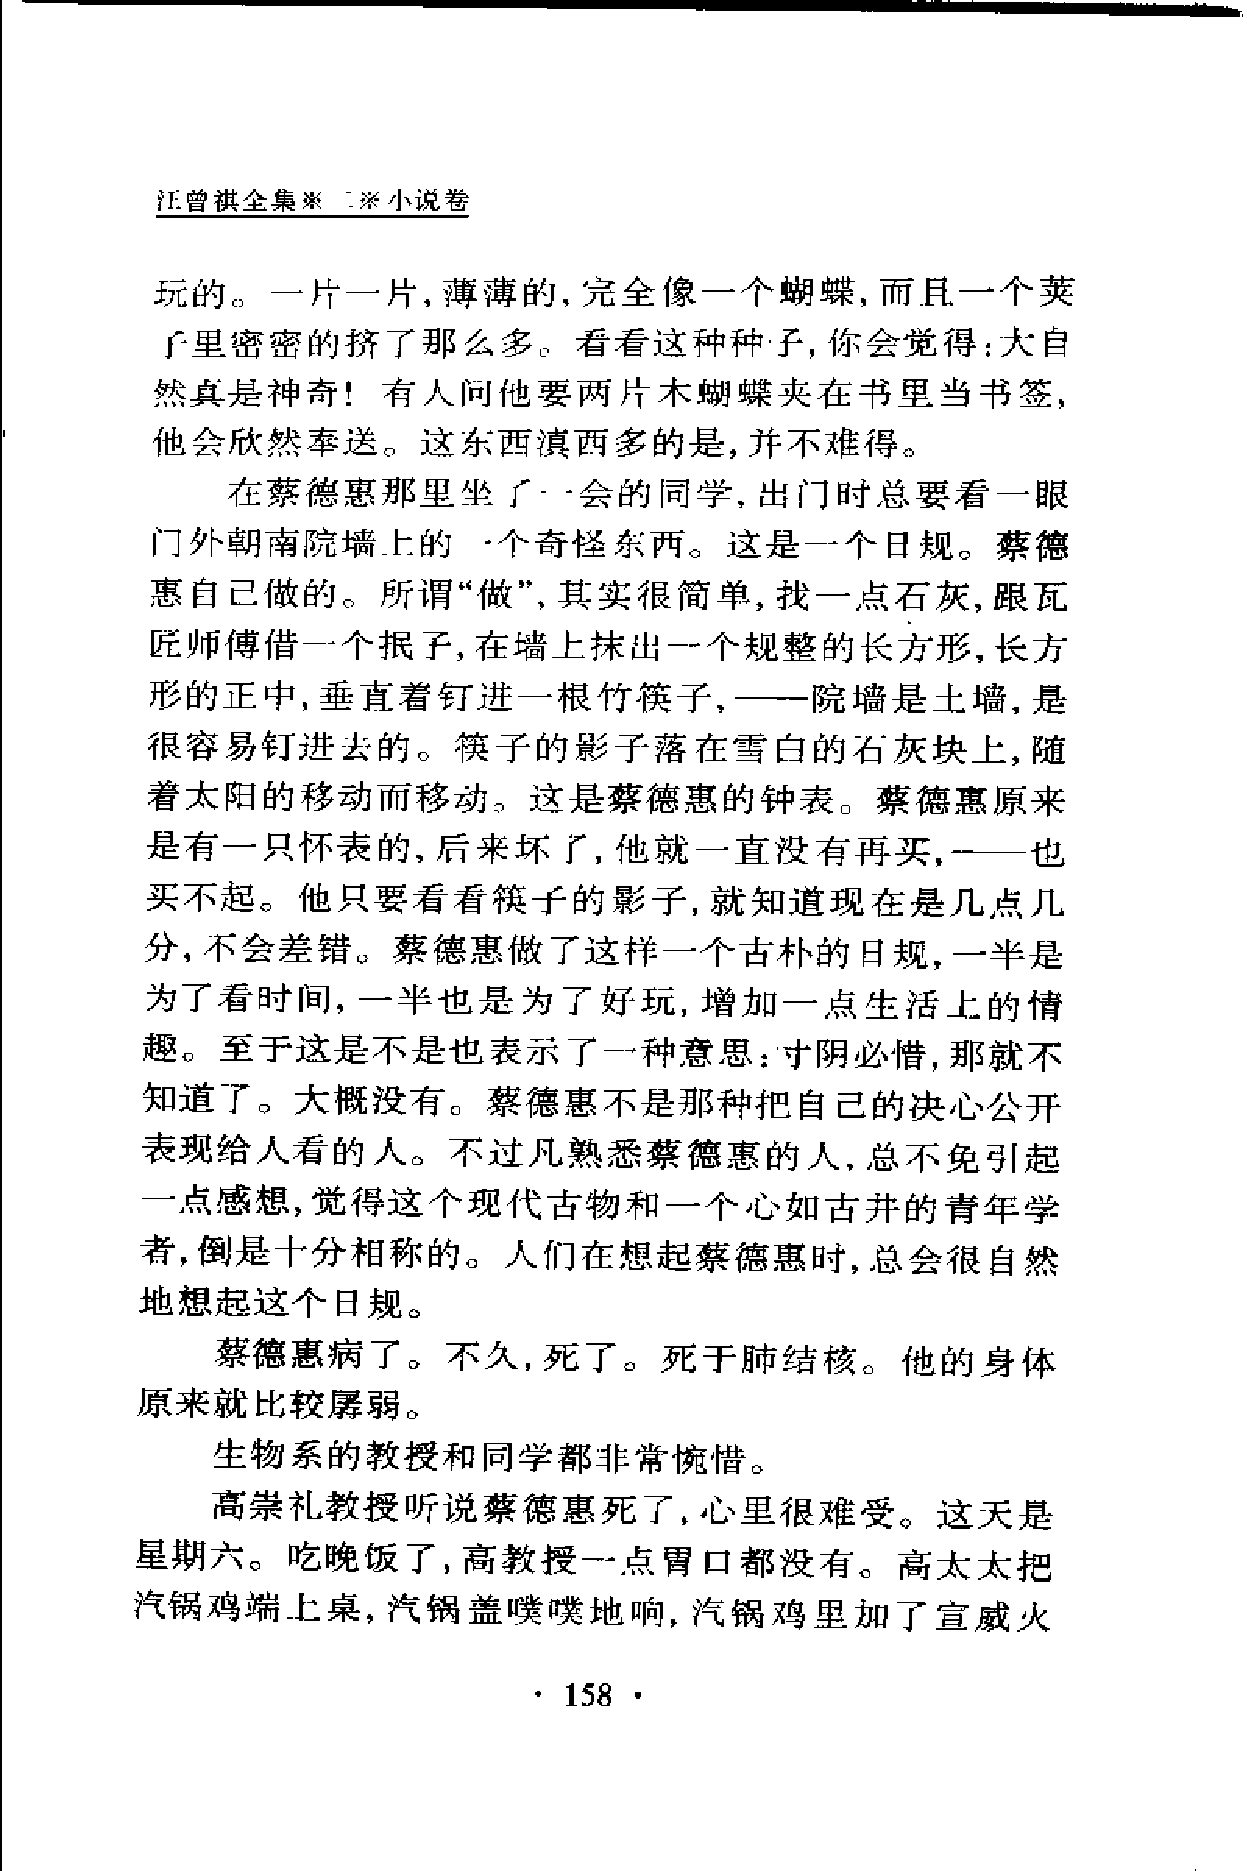 汪曾祺全集※二※小说卷
玩的。一片一片,薄薄的,完全像一个蝴蝶,而且一个荚
子里密密的挤了那么多。看看这种种子,你会觉得:大自
然真是神奇!有人问他要两片木蝴蝶夹在书里当书签,
他会欣然奉送。这东西滇西多的是,并不难得。
在蔡德惠那里坐了一会的同学,出门时总要看一眼
门外朝南院墙上的一个奇怪东西。这是一个日规。蔡德
惠自己做的。所谓“做”,其实很简单,找一点石灰,跟瓦
匠师傅借一个抿子,在墙上抹出一个规整的长方形,长方
形的正中,垂直着钉进一根竹筷子,——院墙是土墙,是
很容易钉进去的。筷子的影子落在雪白的石灰块上,随
着太阳的移动而移动。这是蔡德惠的钟表。蔡德惠原来
是有一只怀表的,后来坏了,他就一直没有再买,——也
买不起。他只要看看筷子的影子,就知道现在是几点几
分,不会差错。蔡德惠做了这样一个古朴的日规,一半是
为了看时间,一半也是为了好玩,增加一点生活上的情
趣。至于这是不是也表示了一种意思:寸阴必惜,那就不
知道了。大概没有。蔡德惠不是那种把自己的决心公开
表现给人看的人。不过凡熟悉蔡德惠的人,总不免引起
一点感想,觉得这个现代古物和一个心如古井的青年学
者,倒是十分相称的。人们在想起蔡德惠时,总会很自然
地想起这个日规。
蔡德惠病了。不久,死了。死于肺结核。他的身体
原来就比较孱弱。
生物系的教授和同学都非常惋惜。
高崇礼教授听说蔡德惠死了,心里很难受。这天是
星期六。吃晚饭了,高教授一点胃口都没有。高太太把
汽锅鸡端上桌,汽锅盖噗噗地响,汽锅鸡里加了宣威火
· 158 ·